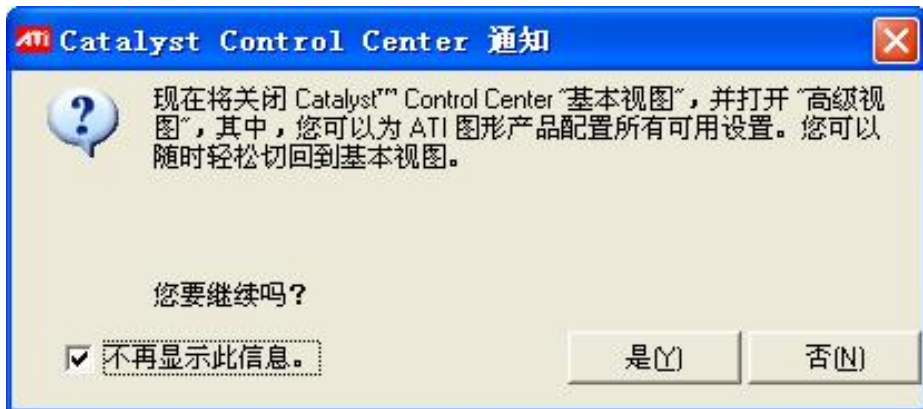 ATI Catalyst Control Center 通知
现在将关闭 Catalyst™ Control Center “基本视图”，并打开 “高级视
图”，其中，您可以为 ATI 图形产品配置所有可用设置。您可以
随时轻松切回到基本视图。
您要继续吗？
不再显示此信息。
是(Y) 否(N)